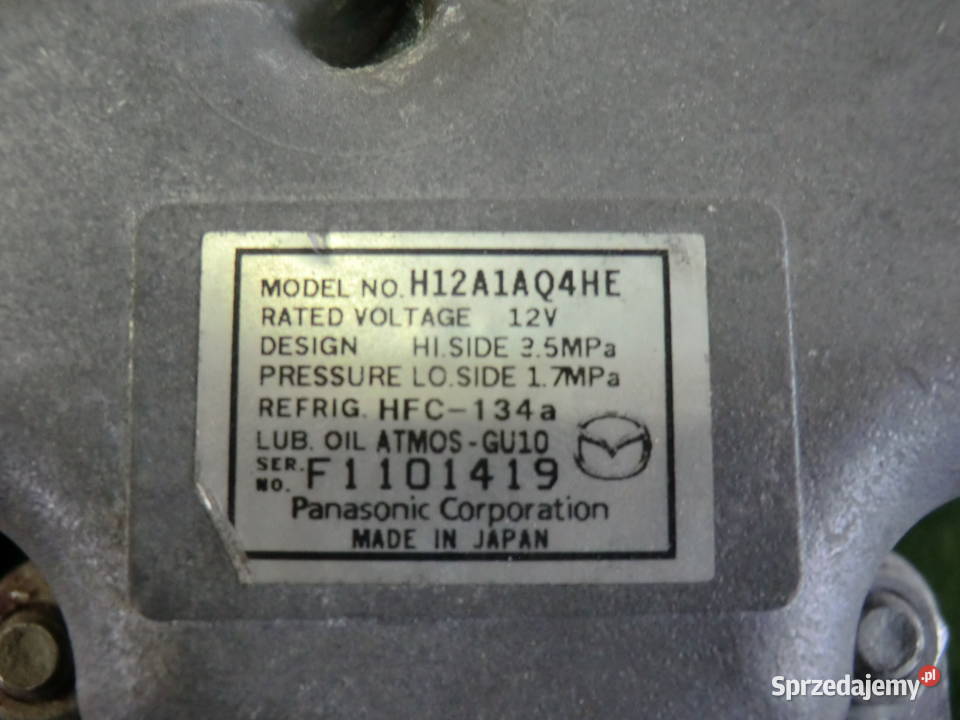 MODEL NO. H12A1AQ4HE
RATED VOLTAGE 12V
DESIGN HI.SIDE 3.5MPa
PRESSURE LO.SIDE 1.7MPa
REFRIG. HFC-134a
LUB. OIL ATMOS-GU10
SER. NO. F1101419
Panasonic Corporation
MADE IN JAPAN
Sprzedajemy.pl